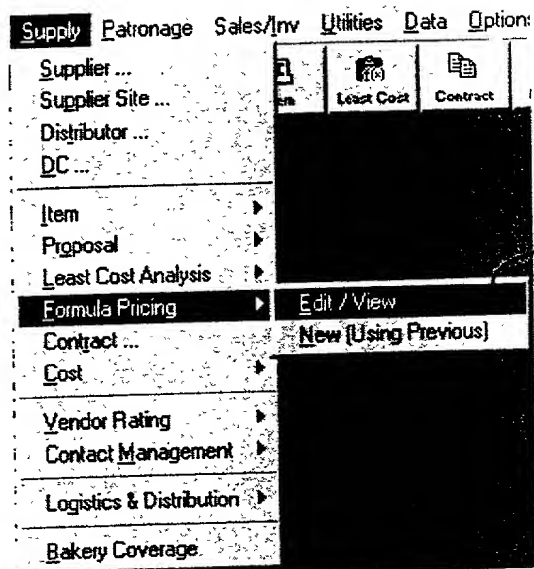 Supply Patronage Sales/Inv Utilities Data Options
Supplier ...
Supplier Site ...
Least Cost Contract
Distributor ...
DC ...
Item
Proposal
Least Cost Analysis
Formula Pricing
Edit / View
Contract ...
New (Using Previous)
Cost
Vendor Rating
Contact Management
Logistics & Distribution
Bakery Coverage